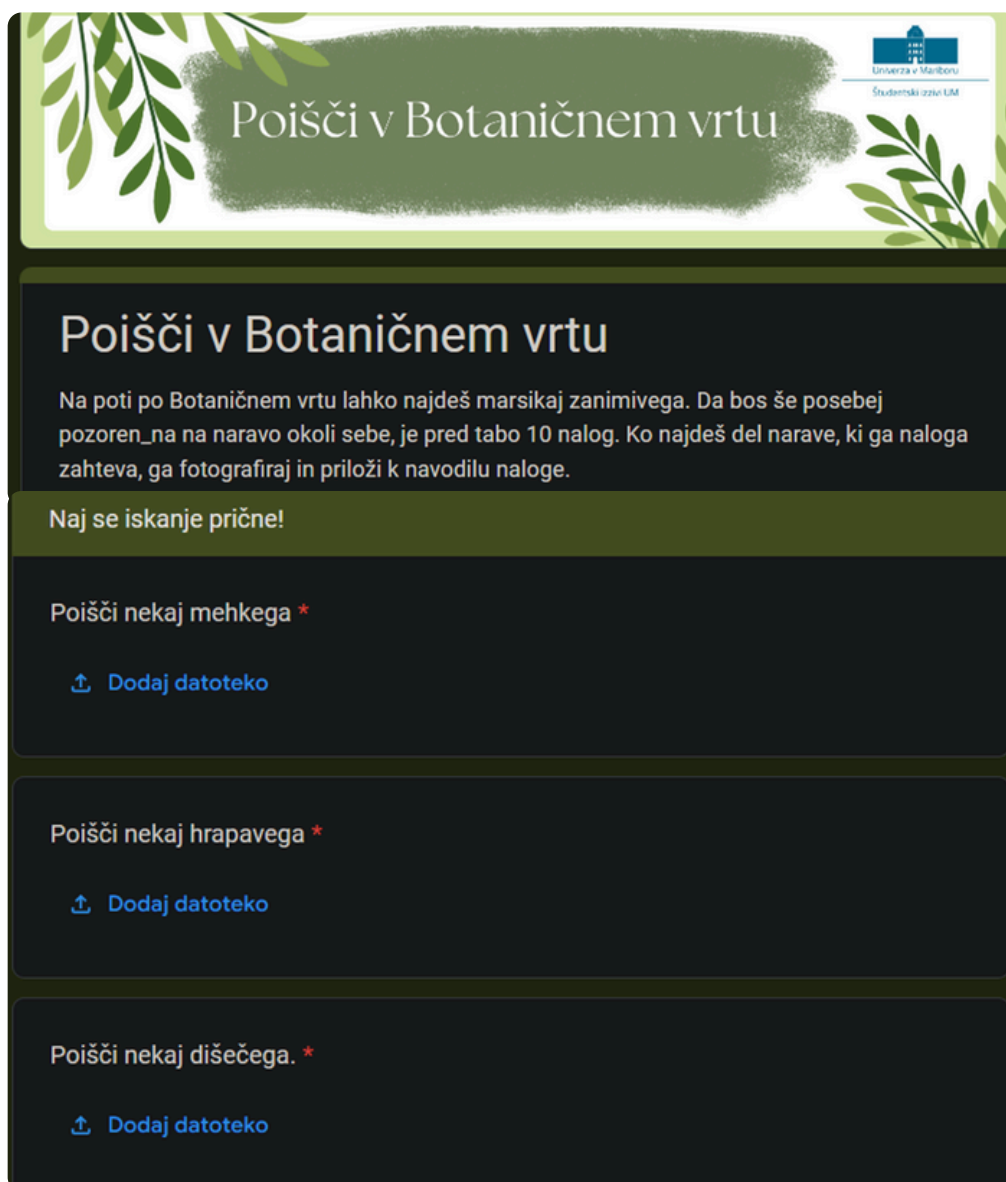 Poišči v Botaničnem vrtu
Univerza v Mariboru
Študentski izzivi UM
Poišči v Botaničnem vrtu
Na poti po Botaničnem vrtu lahko najdeš marsikaj zanimivega. Da bos še posebej
pozoren_na na naravo okoli sebe, je pred tabo 10 nalog. Ko najdeš del narave, ki ga naloga
zahteva, ga fotografiraj in priloži k navodilu naloge.
Naj se iskanje prične!
Poišči nekaj mehkega *
Dodaj datoteko
Poišči nekaj hrapavega *
Dodaj datoteko
Poišči nekaj dišečega. *
Dodaj datoteko